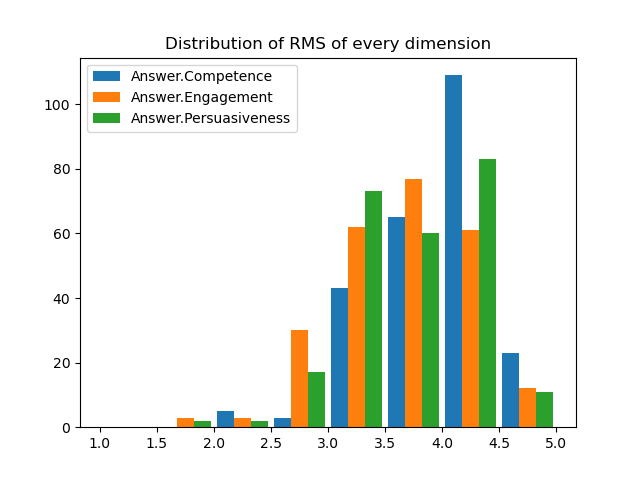 Distribution of RMS of every dimension
Answer.Competence
Answer.Engagement
Answer.Persuasiveness
100
80
60
40
20
0
1.0 1.5 2.0 2.5 3.0 3.5 4.0 4.5 5.0